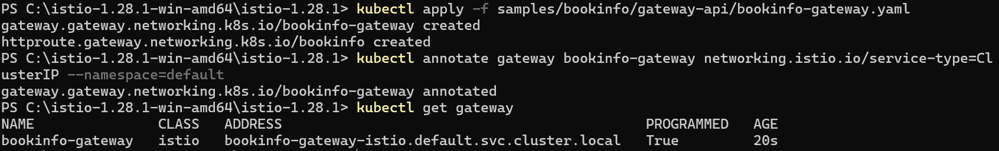 PS C:\istio-1.28.1-win-amd64\istio-1.28.1> kubectl apply -f samples/bookinfo/gateway-api/bookinfo-gateway.yaml
gateway.gateway.networking.k8s.io/bookinfo-gateway created
httproute.gateway.networking.k8s.io/bookinfo created
PS C:\istio-1.28.1-win-amd64\istio-1.28.1> kubectl annotate gateway bookinfo-gateway networking.istio.io/service-type=Cl
usterIP --namespace=default
gateway.gateway.networking.k8s.io/bookinfo-gateway annotated
PS C:\istio-1.28.1-win-amd64\istio-1.28.1> kubectl get gateway
NAME               CLASS   ADDRESS                                            PROGRAMMED   AGE
bookinfo-gateway   istio   bookinfo-gateway-istio.default.svc.cluster.local   True         20s